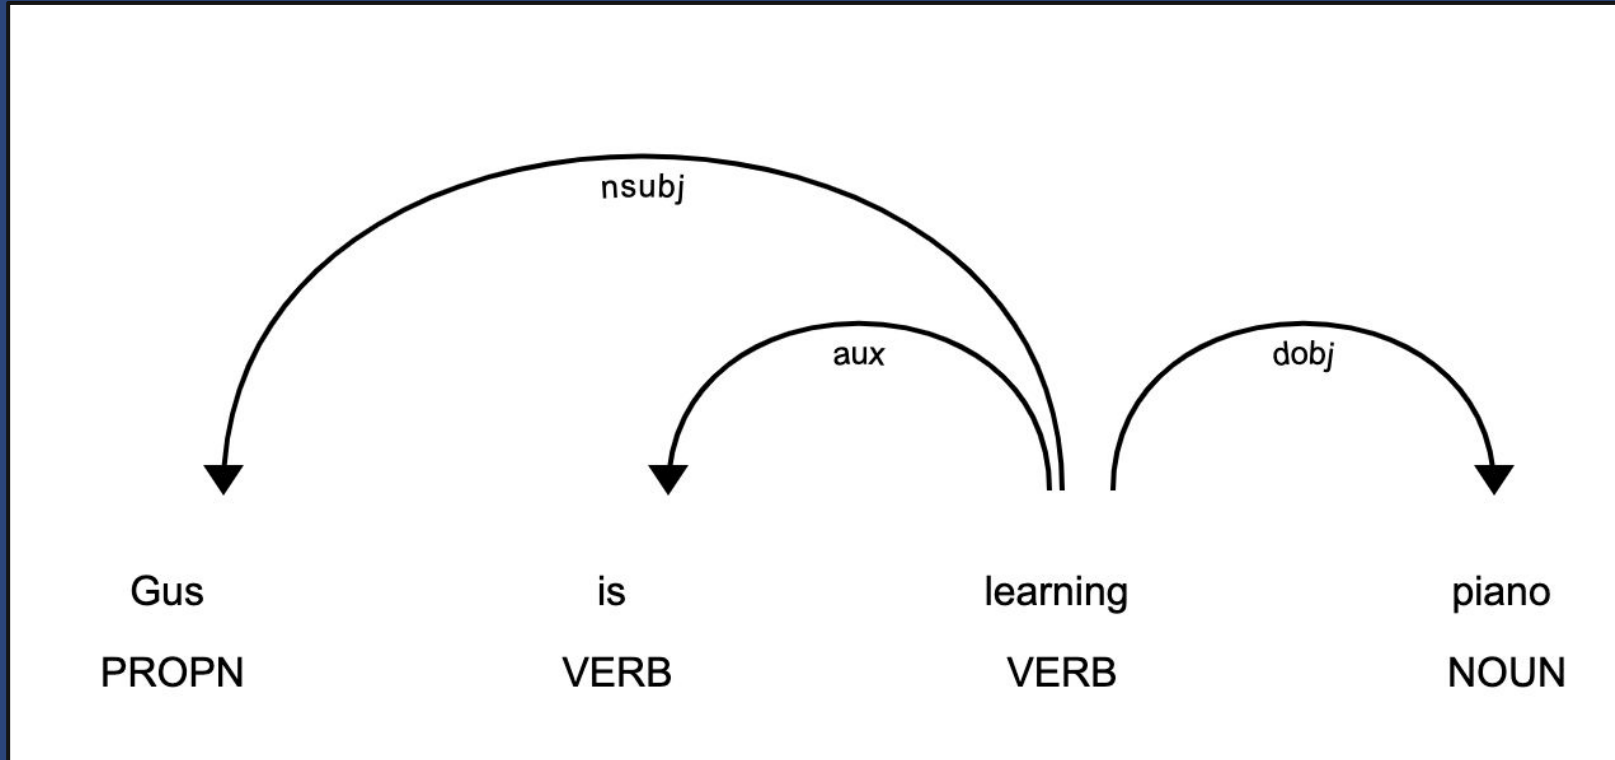 nsubj
aux dobj
Gus is learning piano
PROPN VERB VERB NOUN